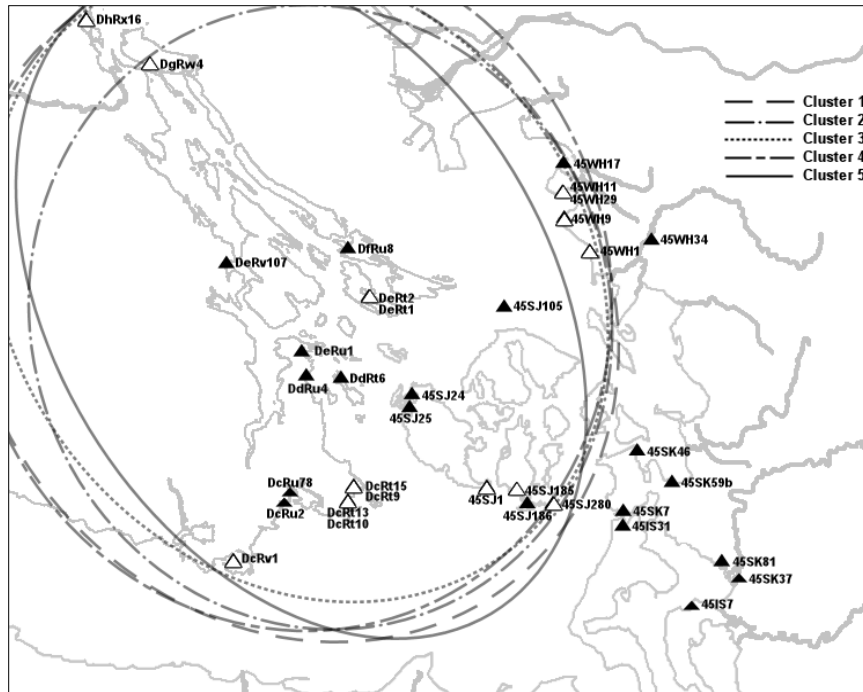 DhRx16
DgRw4
Cluster 1
Cluster 2
Cluster 3
Cluster 4
Cluster 5
45WH17
45WH11
45WH29
45WH9
45WH1
45WH34
DfRu8
DeRv107
DeRt2
DeRt1
45SJ105
DeRu1
DdRu4
DdRt6
45SJ24
45SJ25
45SK46
45SK59b
DcRu78
DcRu2
DcRt15
DcRt9
DcRt13
DcRt10
45SJ1
45SJ185
45SJ186
45SJ280
45SK7
45IS31
DcRv1
45SK81
45SK37
45IS7